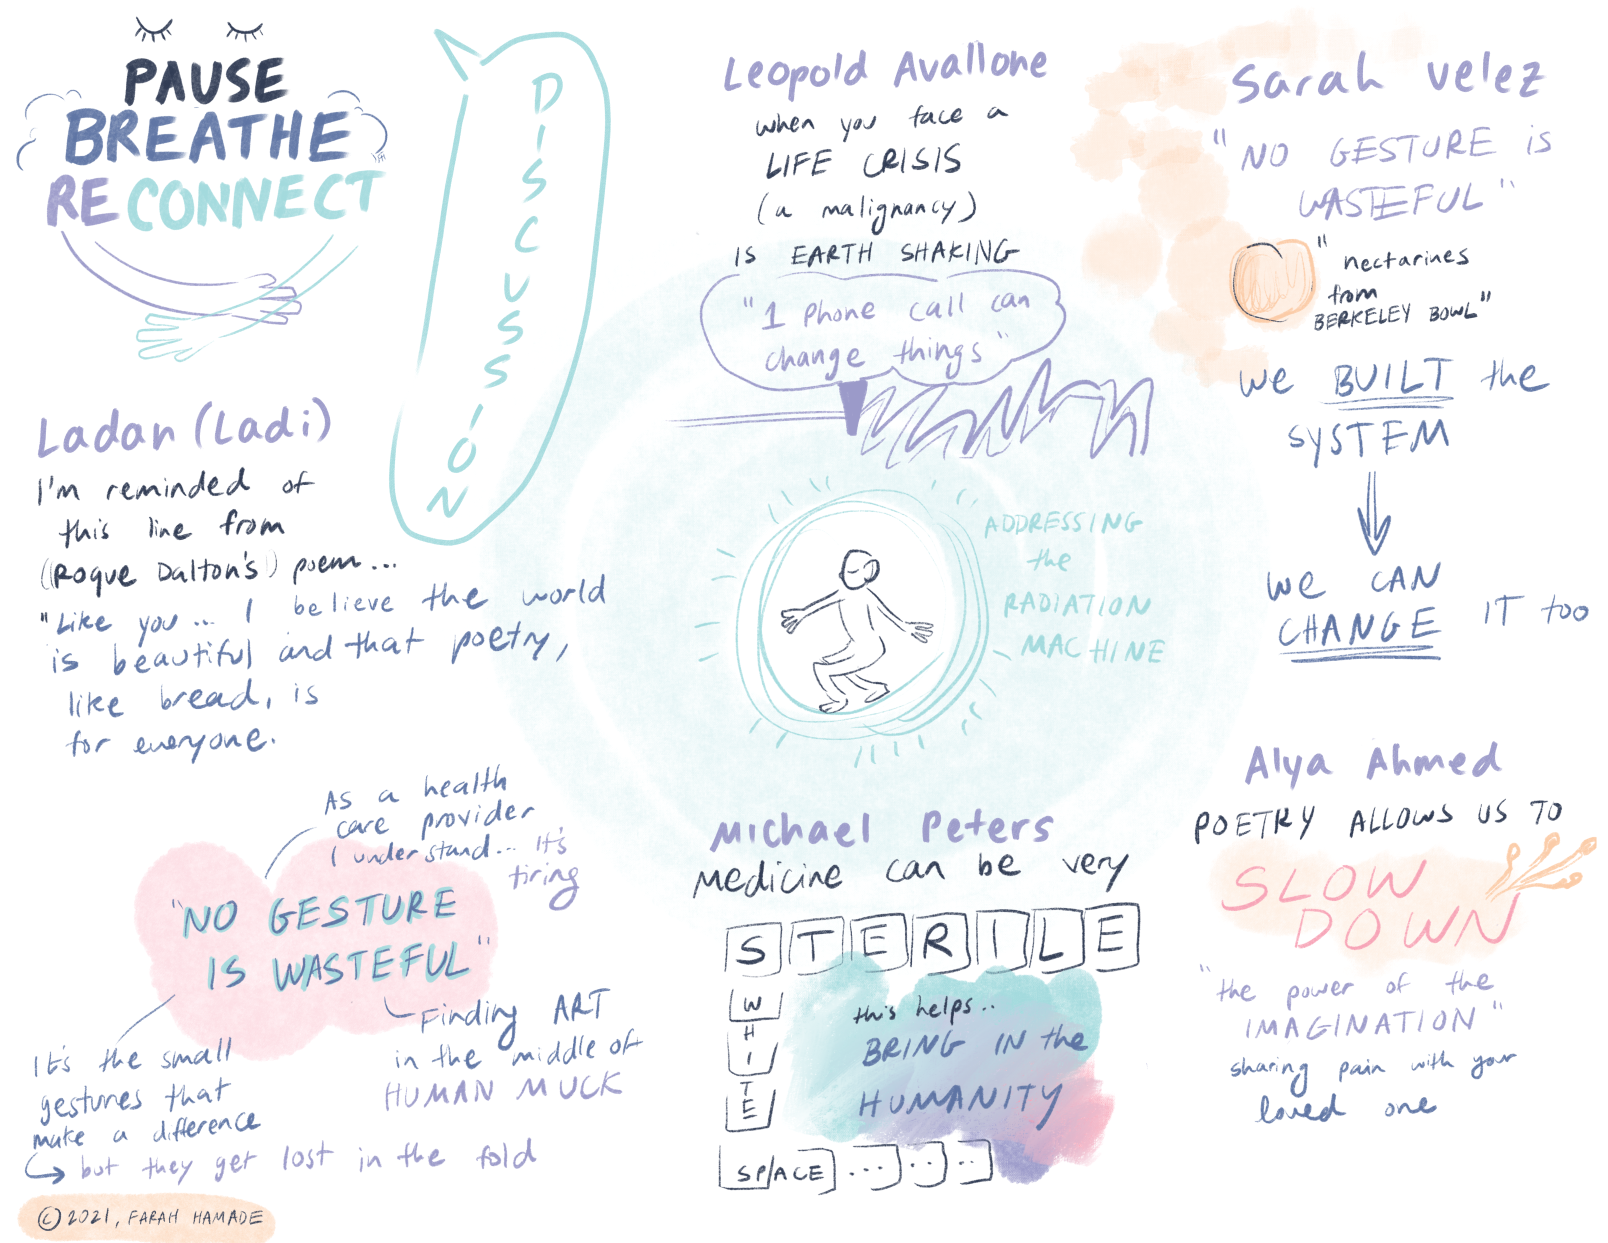 PAUSE
BREATHE
RECONNECT
DISCUSSION
Ladan (Ladi)
I'm reminded of
this line from
(Roque Dalton's) poem...
"Like you... I believe the world
is beautiful and that poetry,
like bread, is
for everyone.
As a health
care provider
I understand... it's
tiring
"NO GESTURE
IS WASTEFUL"
Finding ART
in the middle of
HUMAN MUCK
It's the small
gestures that
make a difference
but they get lost in the fold
© 2021, FARAH HAMADE
Leopold Avallone
when you face a
LIFE CRISIS
(a malignancy)
IS EARTH SHAKING
"1 Phone call can
change things"
ADDRESSING
the
RADIATION
MACHINE
Michael Peters
Medicine can be very
STERILE
WHITE
SPACE.......
this helps..
BRING IN the
HUMANITY
Sarah Velez
"NO GESTURE is
WASTEFUL"
"nectarines
from
BERKELEY BOWL"
We BUILT the
SYSTEM
We CAN
CHANGE IT too
Alya Ahmed
POETRY ALLOWS US TO
SLOW
DOWN
"the power of the
IMAGINATION"
sharing pain with your
loved one